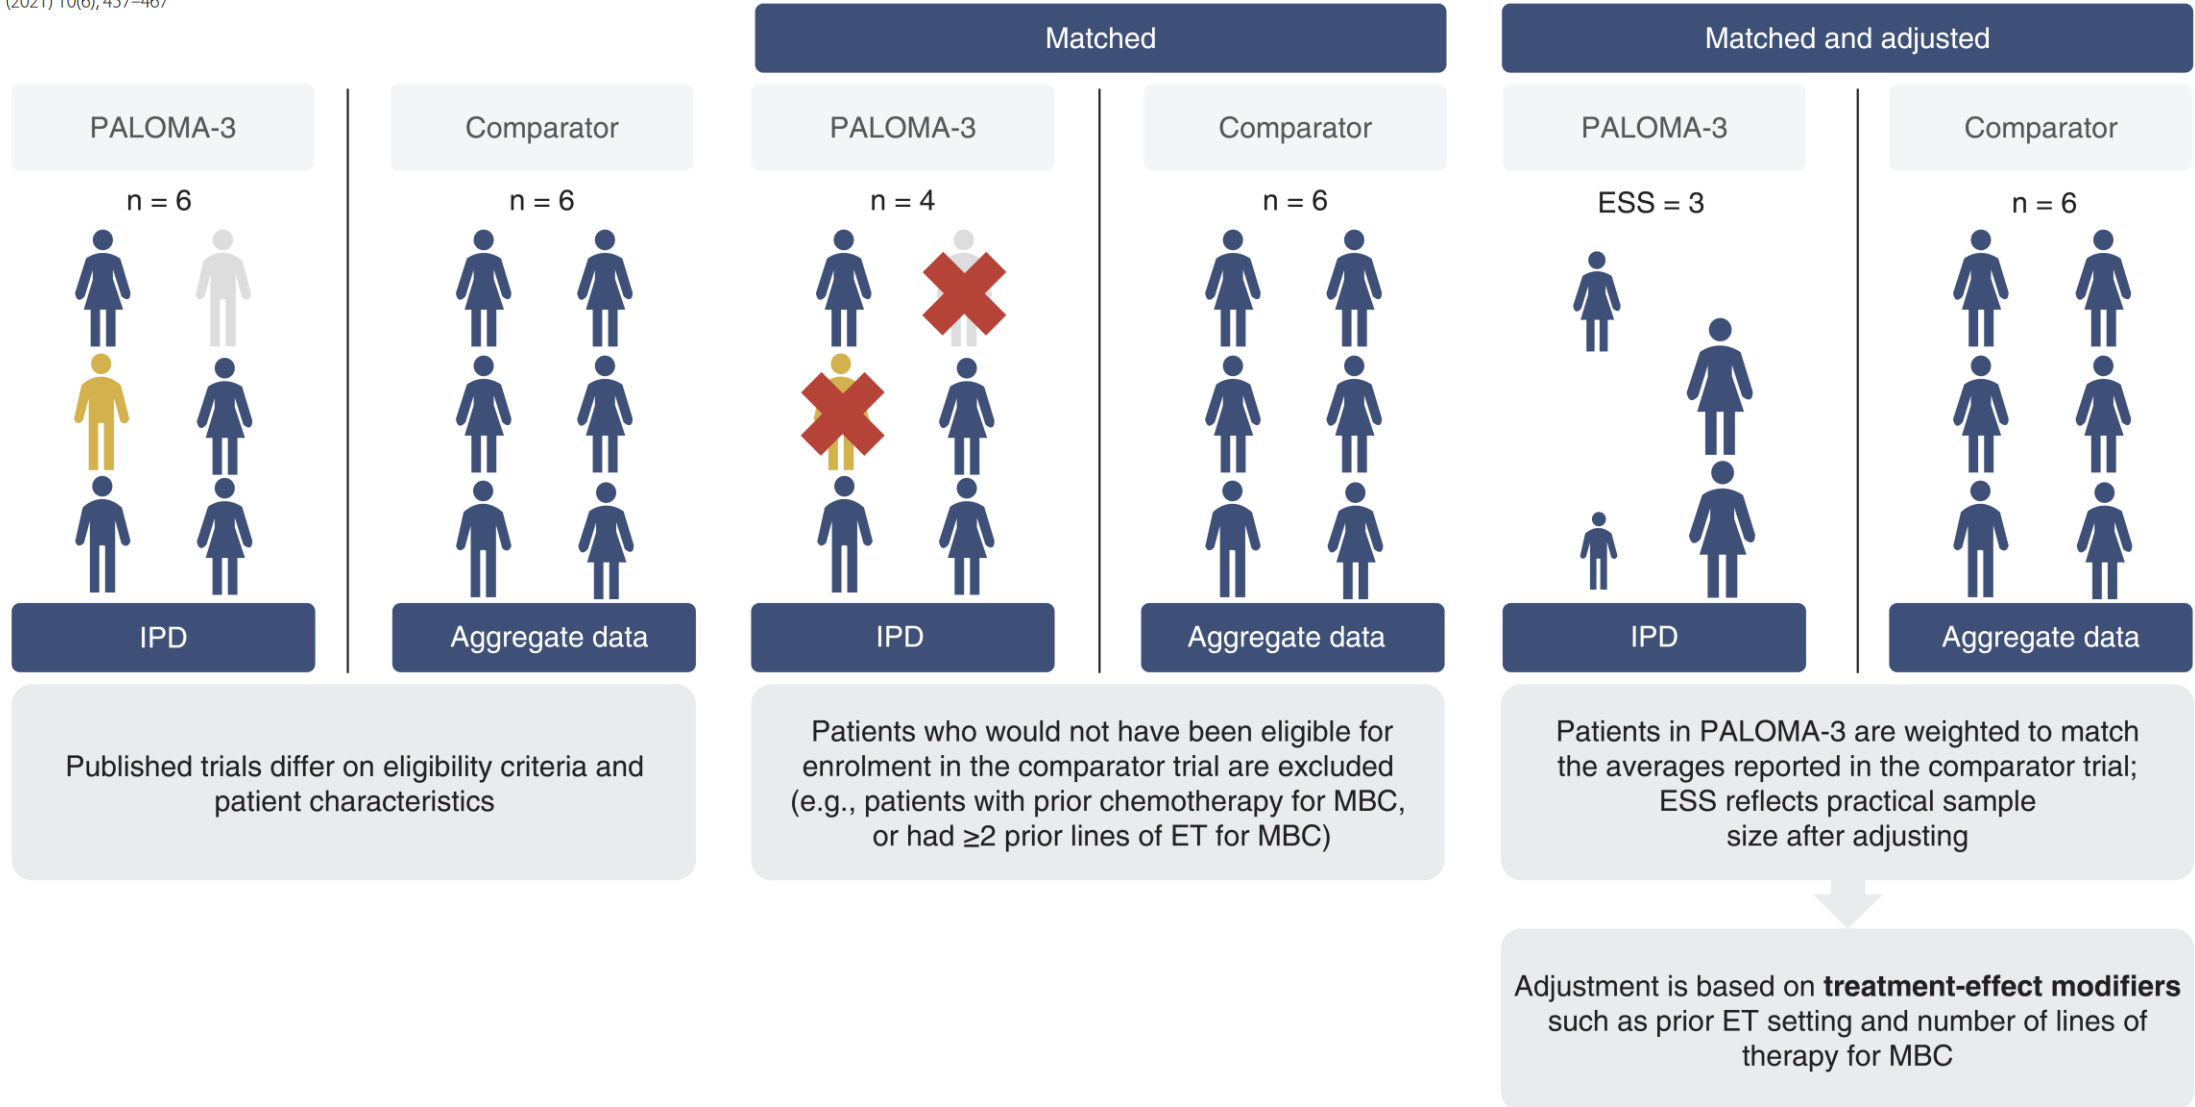 (2021) 10(6), 457–467
Matched
Matched and adjusted
PALOMA-3
Comparator
PALOMA-3
Comparator
PALOMA-3
Comparator
n = 6
n = 6
n = 4
n = 6
ESS = 3
n = 6
IPD
Aggregate data
IPD
Aggregate data
IPD
Aggregate data
Published trials differ on eligibility criteria and
patient characteristics
Patients who would not have been eligible for
enrolment in the comparator trial are excluded
(e.g., patients with prior chemotherapy for MBC,
or had ≥2 prior lines of ET for MBC)
Patients in PALOMA-3 are weighted to match
the averages reported in the comparator trial;
ESS reflects practical sample
size after adjusting
Adjustment is based on treatment-effect modifiers
such as prior ET setting and number of lines of
therapy for MBC